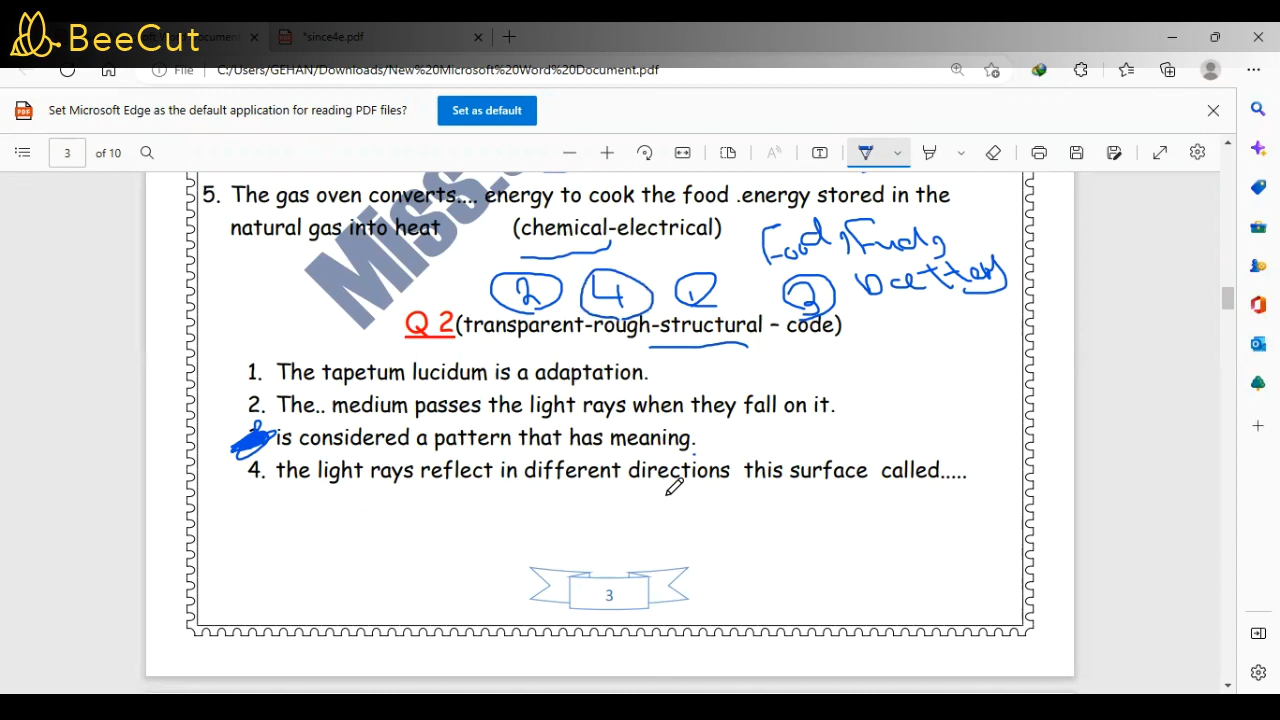 BeeCut
*since4e.pdf
File C:/Users/GEHAN/Downloads/New%20Microsoft%20Word%20Document.pdf
Set Microsoft Edge as the default application for reading PDF files? Set as default
3 of 10
Miss.
5. The gas oven converts.... energy to cook the food .energy stored in the
natural gas into heat (chemical-electrical)
Food, Fuel,
2 4 3
Q 2(transparent-rough-structural – code)
1. The tapetum lucidum is a adaptation.
2. The.. medium passes the light rays when they fall on it.
is considered a pattern that has meaning.
4. the light rays reflect in different directions this surface called.....
3